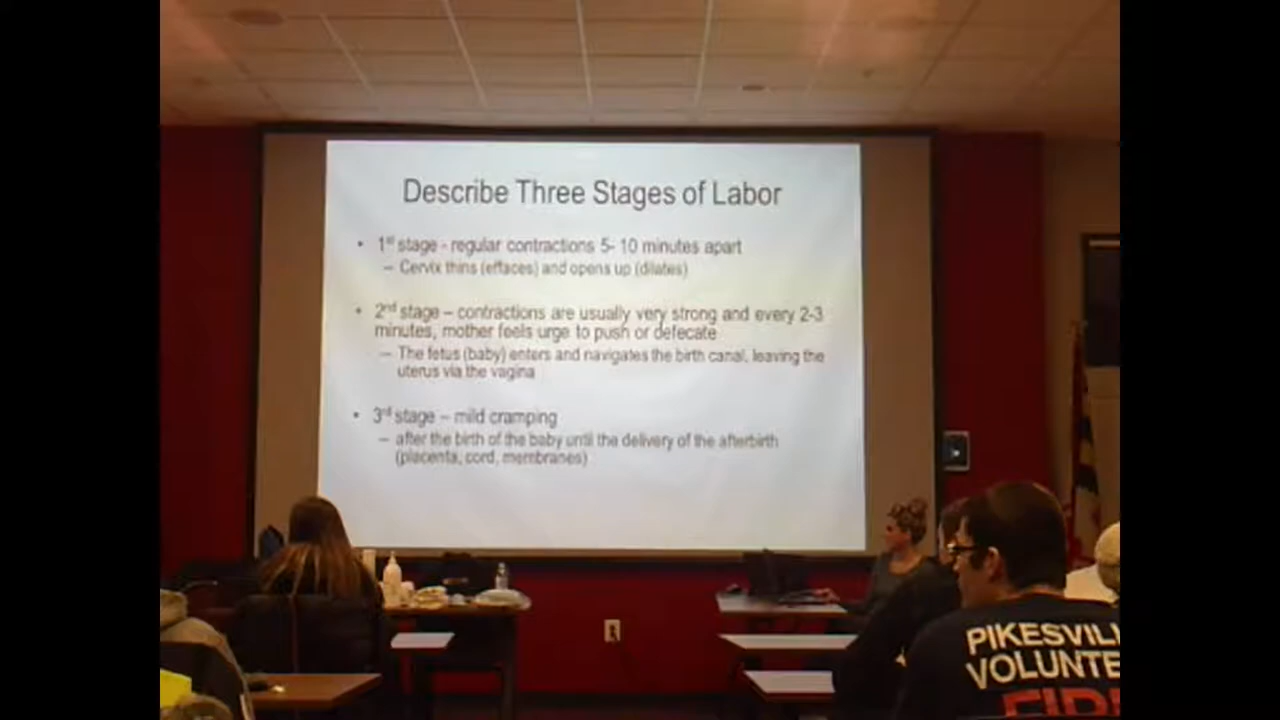 Describe Three Stages of Labor
• 1st stage - regular contractions 5- 10 minutes apart
– Cervix thins (effaces) and opens up (dilates)
• 2nd stage – contractions are usually very strong and every 2-3
minutes, mother feels urge to push or defecate
– The fetus (baby) enters and navigates the birth canal, leaving the
uterus via the vagina
• 3rd stage – mild cramping
– after the birth of the baby until the delivery of the afterbirth
(placenta, cord, membranes)
PIKESVILL
VOLUNTE
FIRE